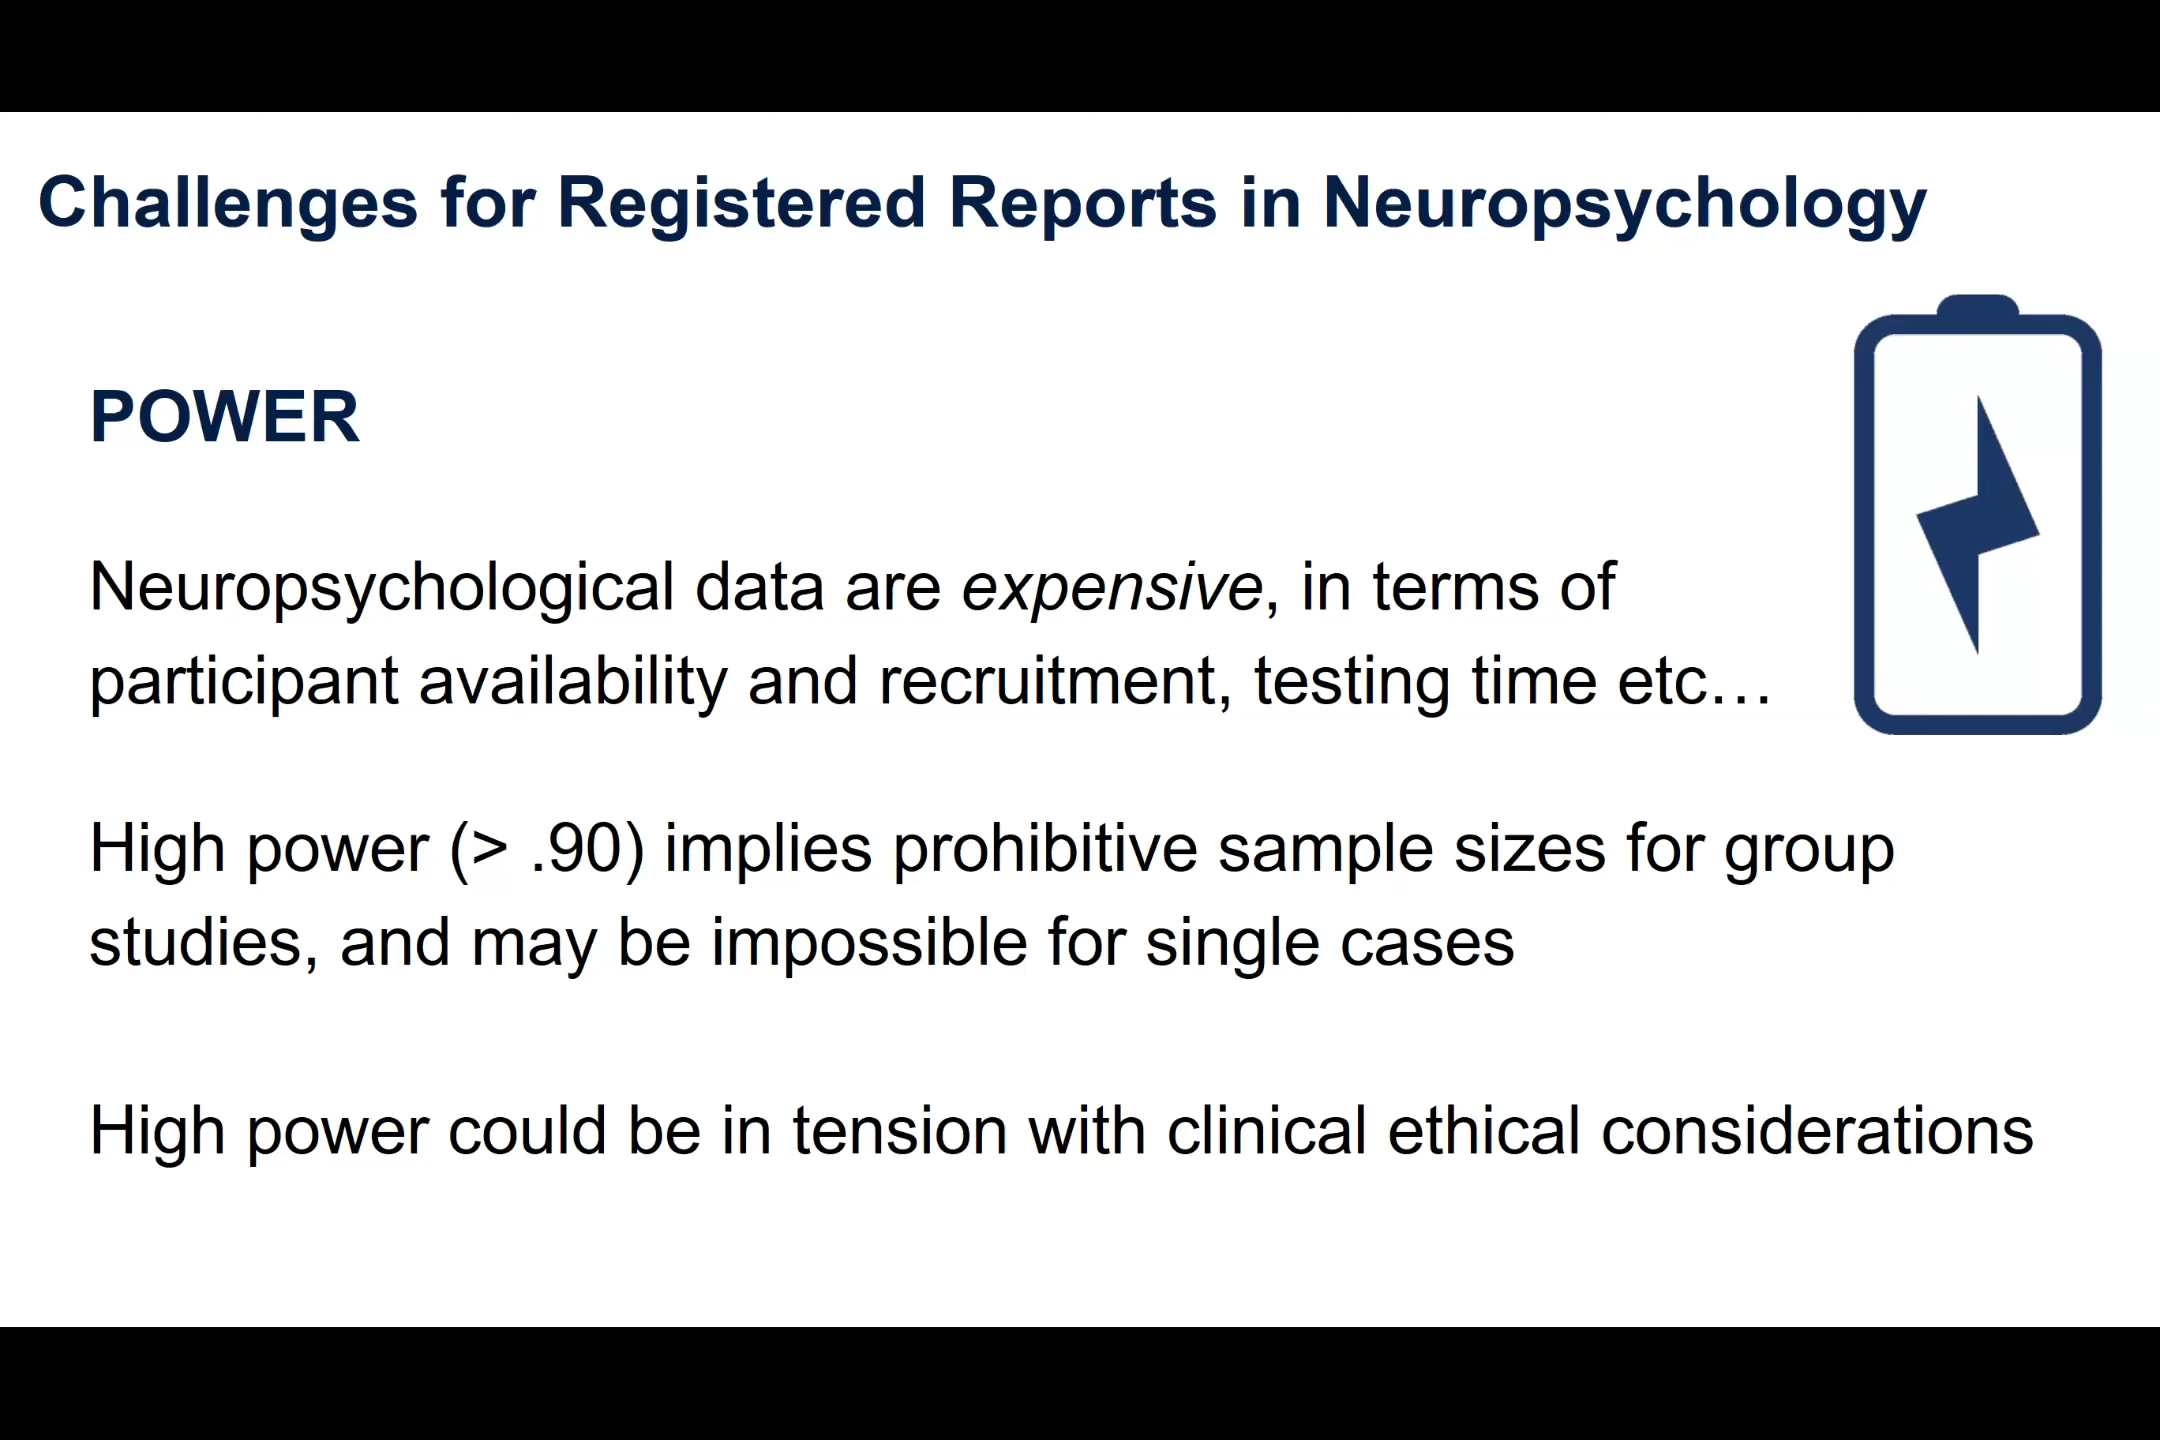 Challenges for Registered Reports in Neuropsychology
POWER
Neuropsychological data are expensive, in terms of
participant availability and recruitment, testing time etc…
High power (> .90) implies prohibitive sample sizes for group
studies, and may be impossible for single cases
High power could be in tension with clinical ethical considerations